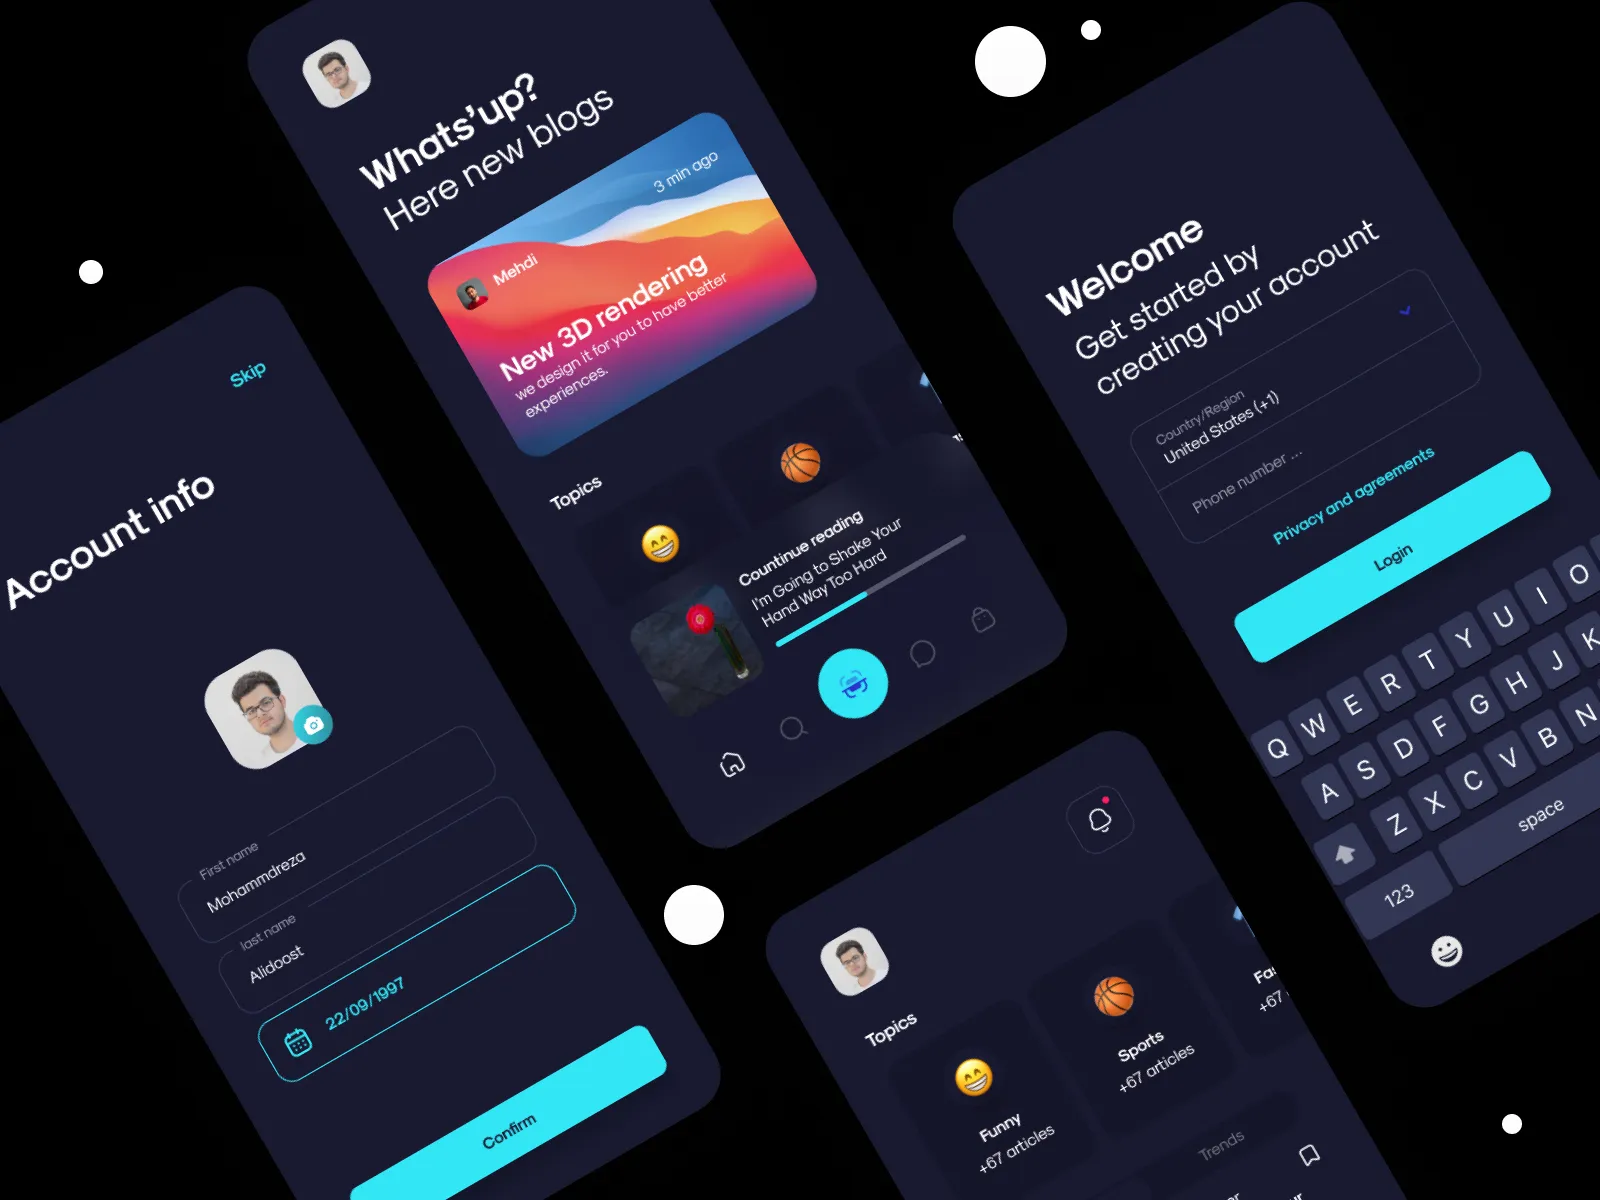 Skip
Account info
First name
Mohammdreza
last name
Alidoost
22/09/1997
Confirm
Whats'up?
Here new blogs
3 min ago
Mehdi
New 3D rendering
we design it for you to have better
experiences.
Topics
Countinue reading
I'm Going to Shake Your
Hand Way Too Hard
Topics
Funny
+67 articles
Sports
+67 articles
+67
Trends
Welcome
Get started by
creating your account
Country/Region
United States (+1)
Phone number ...
Privacy and agreements
Login
Q W E R T Y U I O
A S D F G H J K
Z X C V B N
123 space